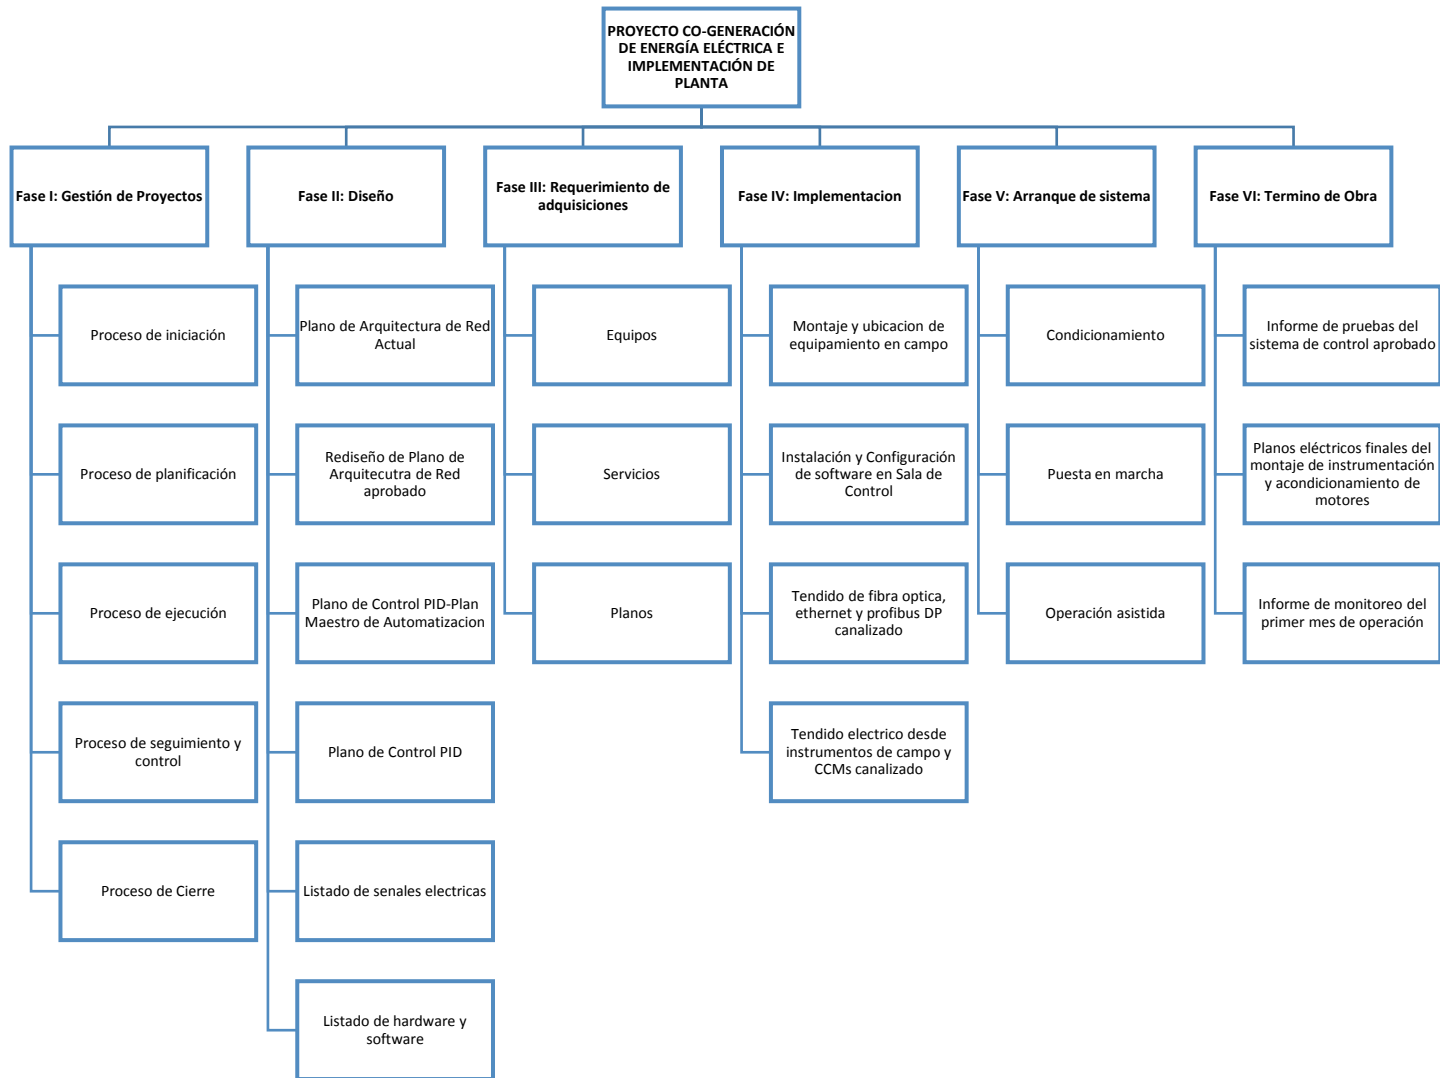 PROYECTO CO-GENERACIÓN
DE ENERGÍA ELÉCTRICA E
IMPLEMENTACIÓN DE
PLANTA
Fase I: Gestión de Proyectos
Proceso de iniciación
Proceso de planificación
Proceso de ejecución
Proceso de seguimiento y
control
Proceso de Cierre
Fase II: Diseño
Plano de Arquitectura de Red
Actual
Rediseño de Plano de
Arquitecutra de Red
aprobado
Plano de Control PID-Plan
Maestro de Automatizacion
Plano de Control PID
Listado de senales electricas
Listado de hardware y
software
Fase III: Requerimiento de
adquisiciones
Equipos
Servicios
Planos
Fase IV: Implementacion
Montaje y ubicacion de
equipamiento en campo
Instalación y Configuración
de software en Sala de
Control
Tendido de fibra optica,
ethernet y profibus DP
canalizado
Tendido electrico desde
instrumentos de campo y
CCMs canalizado
Fase V: Arranque de sistema
Condicionamiento
Puesta en marcha
Operación asistida
Fase VI: Termino de Obra
Informe de pruebas del
sistema de control aprobado
Planos eléctricos finales del
montaje de instrumentación
y acondicionamiento de
motores
Informe de monitoreo del
primer mes de operación